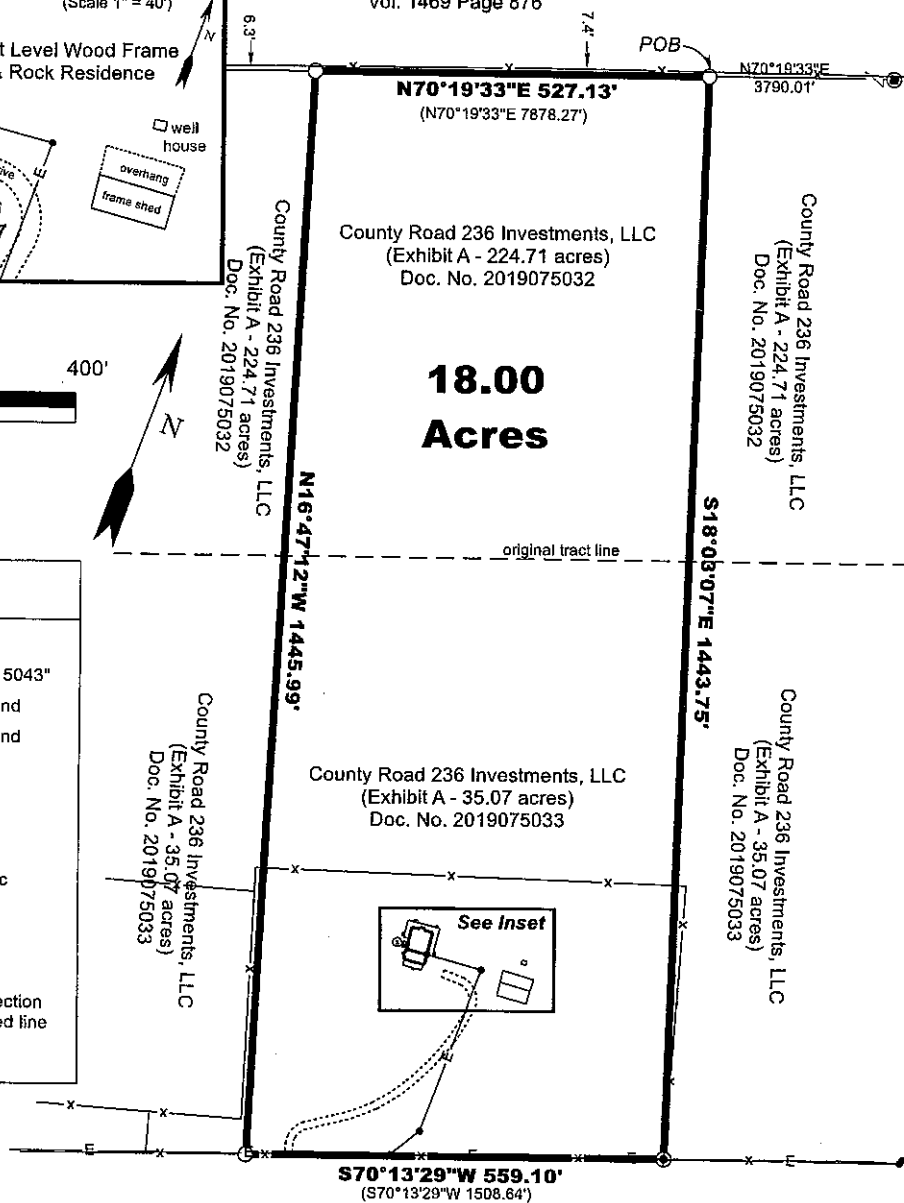 (Scale 1" = 40')
Vol. 1469 Page 876
Level Wood Frame
Rock Residence
N
well
house
overhang
frame shed
E
6.3'
7.4'
POB
N70°19'33"E 527.13'
(N70°19'33"E 7878.27')
N70°19'33"E
3790.01'
County Road 236 Investments, LLC
(Exhibit A - 224.71 acres)
Doc. No. 2019075032
County Road 236 Investments, LLC
(Exhibit A - 224.71 acres)
Doc. No. 2019075032
County Road 236 Investments, LLC
(Exhibit A - 224.71 acres)
Doc. No. 2019075032
18.00
Acres
400'
N
N16°47'12"W 1445.99'
S18°03'07"E 1443.75'
original tract line
5043"
County Road 236 Investments, LLC
(Exhibit A - 35.07 acres)
Doc. No. 2019075033
County Road 236 Investments, LLC
(Exhibit A - 35.07 acres)
Doc. No. 2019075033
County Road 236 Investments, LLC
(Exhibit A - 35.07 acres)
Doc. No. 2019075033
See Inset
E
ed line
S70°13'29"W 559.10'
(S70°13'29"W 1508.64')